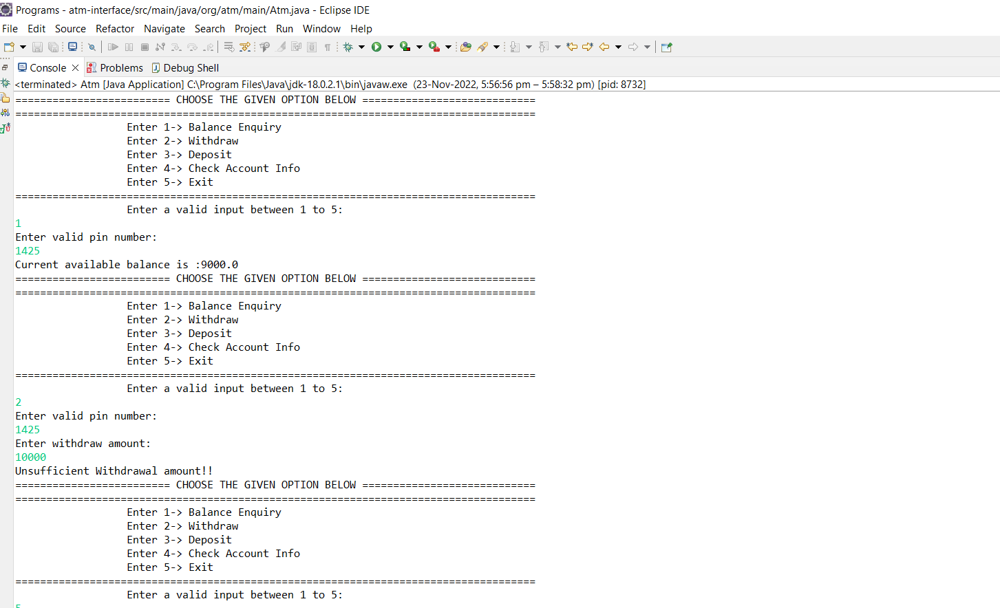 Programs - atm-interface/src/main/java/org/atm/main/Atm.java - Eclipse IDE
File Edit Source Refactor Navigate Search Project Run Window Help
Console Problems Debug Shell
<terminated> Atm [Java Application] C:\Program Files\Java\jdk-18.0.2.1\bin\javaw.exe (23-Nov-2022, 5:56:56 pm – 5:58:32 pm) [pid: 8732]
========================= CHOOSE THE GIVEN OPTION BELOW ============================
====================================================================================
Enter 1-> Balance Enquiry
Enter 2-> Withdraw
Enter 3-> Deposit
Enter 4-> Check Account Info
Enter 5-> Exit
====================================================================================
Enter a valid input between 1 to 5:
1
Enter valid pin number:
1425
Current available balance is :9000.0
========================= CHOOSE THE GIVEN OPTION BELOW ============================
====================================================================================
Enter 1-> Balance Enquiry
Enter 2-> Withdraw
Enter 3-> Deposit
Enter 4-> Check Account Info
Enter 5-> Exit
====================================================================================
Enter a valid input between 1 to 5:
2
Enter valid pin number:
1425
Enter withdraw amount:
10000
Unsufficient Withdrawal amount!!
========================= CHOOSE THE GIVEN OPTION BELOW ============================
====================================================================================
Enter 1-> Balance Enquiry
Enter 2-> Withdraw
Enter 3-> Deposit
Enter 4-> Check Account Info
Enter 5-> Exit
====================================================================================
Enter a valid input between 1 to 5: